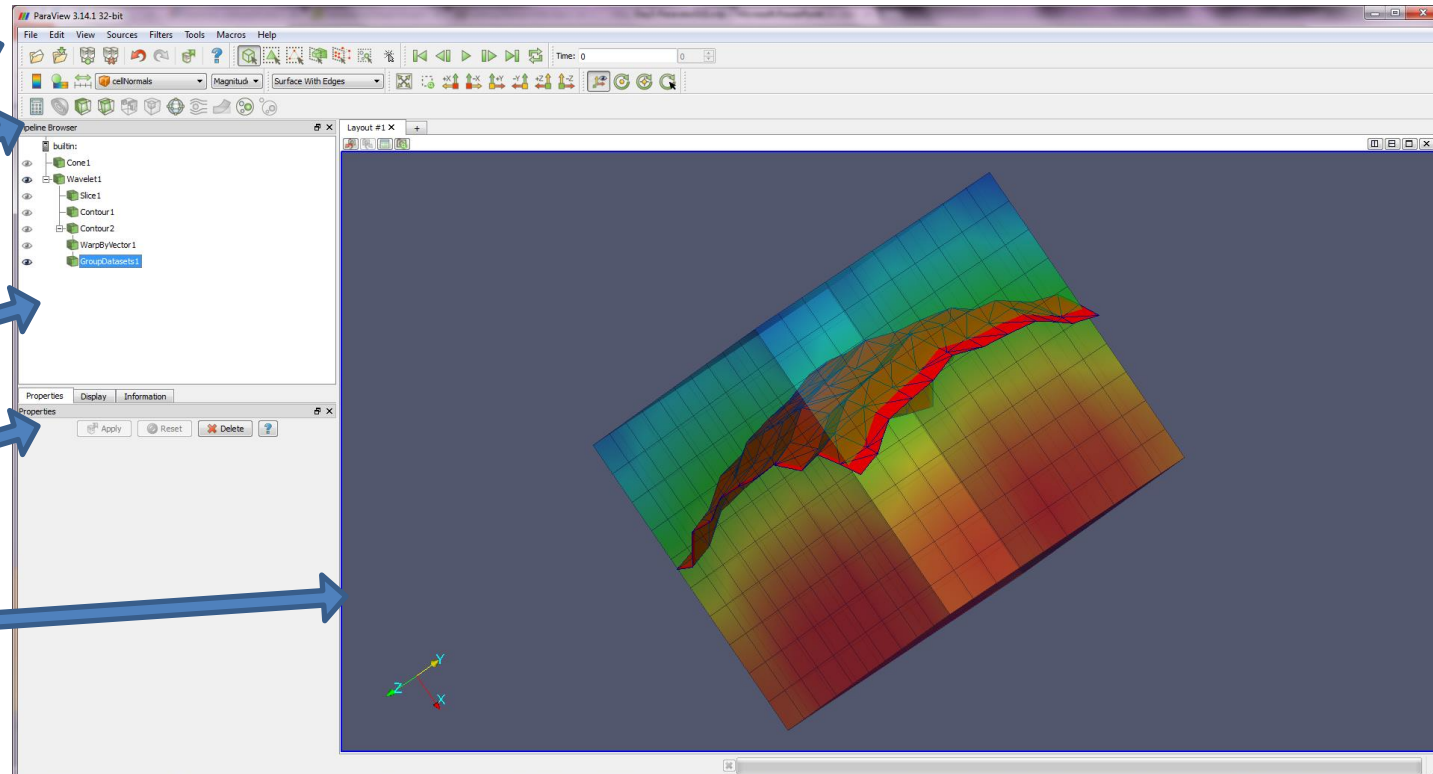 ParaView 3.14.1 32-bit
File Edit View Sources Filters Tools Macros Help
Time: 0 0
cellNormals Magnitud Surface With Edges +X -X +Y -Y +Z -Z
Pipeline Browser
Layout #1 X +
builtin:
Cone1
Wavelet1
Slice1
Contour1
Contour2
WarpByVector1
GroupDatasets1
Properties Display Information
Properties
Apply Reset Delete ?
Y
Z
X